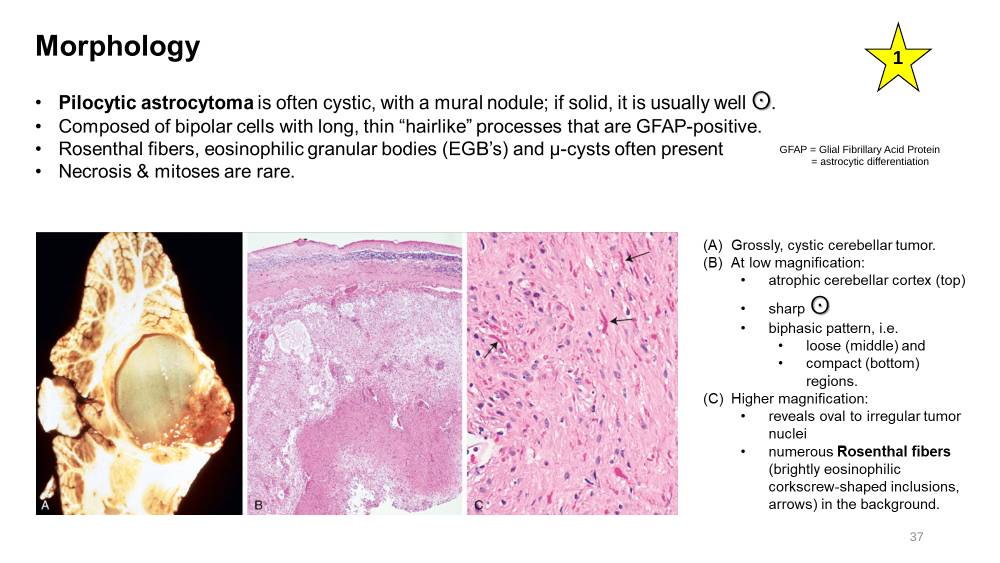 Morphology
1
• Pilocytic astrocytoma is often cystic, with a mural nodule; if solid, it is usually well ʘ.
• Composed of bipolar cells with long, thin “hairlike” processes that are GFAP-positive.
• Rosenthal fibers, eosinophilic granular bodies (EGB’s) and µ-cysts often present
• Necrosis & mitoses are rare.
GFAP = Glial Fibrillary Acid Protein
= astrocytic differentiation
(A) Grossly, cystic cerebellar tumor.
(B) At low magnification:
• atrophic cerebellar cortex (top)
• sharp ʘ
• biphasic pattern, i.e.
• loose (middle) and
• compact (bottom)
regions.
(C) Higher magnification:
• reveals oval to irregular tumor
nuclei
• numerous Rosenthal fibers
(brightly eosinophilic
corkscrew-shaped inclusions,
arrows) in the background.
A
B
C
37